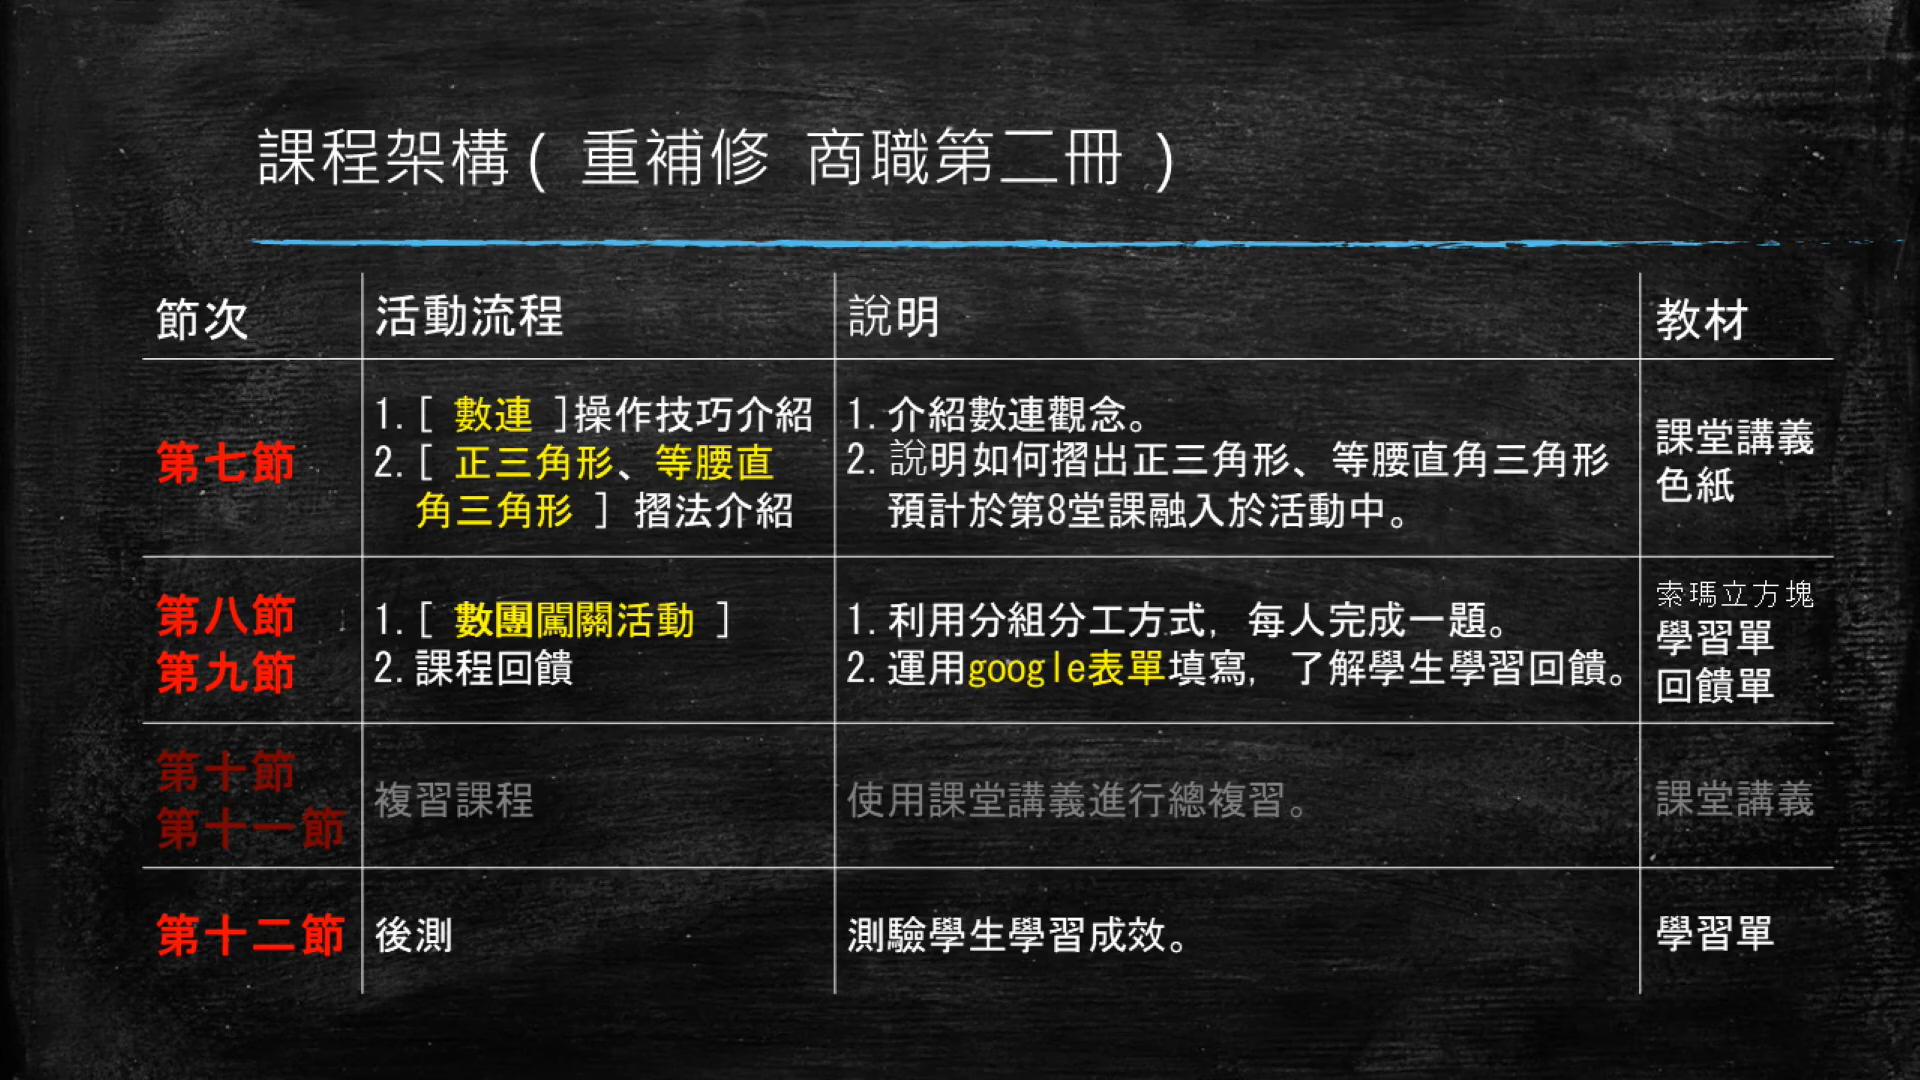 課程架構( 重補修 商職第二冊 )
節次
活動流程
說明
教材
第七節
1.[ 數連 ]操作技巧介紹
2.[ 正三角形、等腰直
角三角形 ] 摺法介紹
1.介紹數連觀念。
2.說明如何摺出正三角形、等腰直角三角形
預計於第8堂課融入於活動中。
課堂講義
色紙
第八節
第九節
1.[ 數團闖關活動 ]
2.課程回饋
1.利用分組分工方式, 每人完成一題。
2.運用google表單填寫, 了解學生學習回饋。
索瑪立方塊
學習單
回饋單
第十節
第十一節
複習課程
使用課堂講義進行總複習。
課堂講義
第十二節
後測
測驗學生學習成效。
學習單